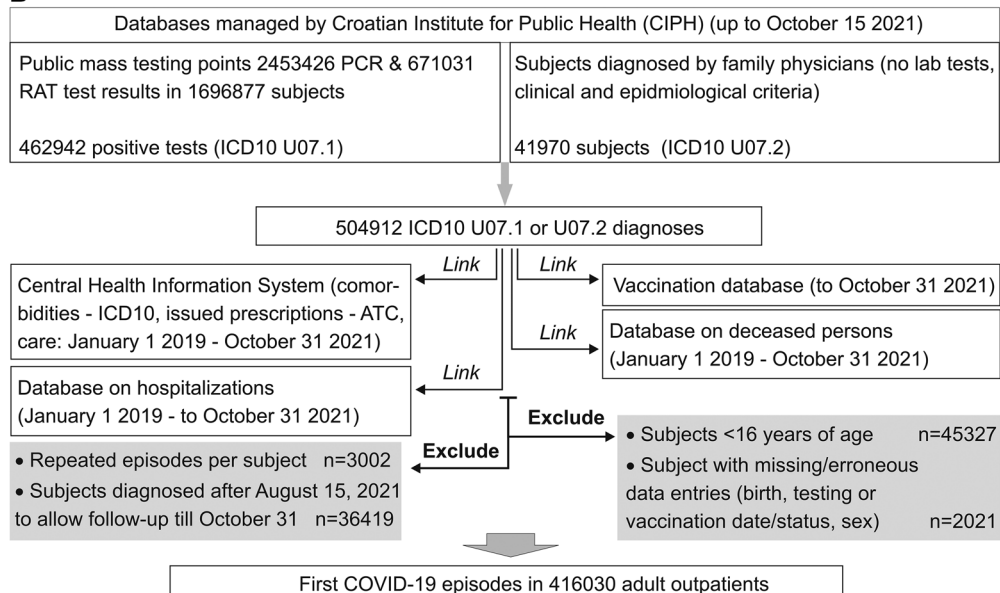 Databases managed by Croatian Institute for Public Health (CIPH) (up to October 15 2021)
Public mass testing points 2453426 PCR & 671031
RAT test results in 1696877 subjects
462942 positive tests (ICD10 U07.1)
Subjects diagnosed by family physicians (no lab tests,
clinical and epidmiological criteria)
41970 subjects (ICD10 U07.2)
504912 ICD10 U07.1 or U07.2 diagnoses
Link
Link
Central Health Information System (comor-
bidities - ICD10, issued prescriptions - ATC,
care: January 1 2019 - October 31 2021)
Vaccination database (to October 31 2021)
Link
Database on deceased persons
(January 1 2019 - October 31 2021)
Link
Database on hospitalizations
(January 1 2019 - to October 31 2021)
Exclude
Exclude
• Repeated episodes per subject n=3002
• Subjects diagnosed after August 15, 2021
to allow follow-up till October 31 n=36419
• Subjects <16 years of age n=45327
• Subject with missing/erroneous
data entries (birth, testing or
vaccination date/status, sex) n=2021
First COVID-19 episodes in 416030 adult outpatients